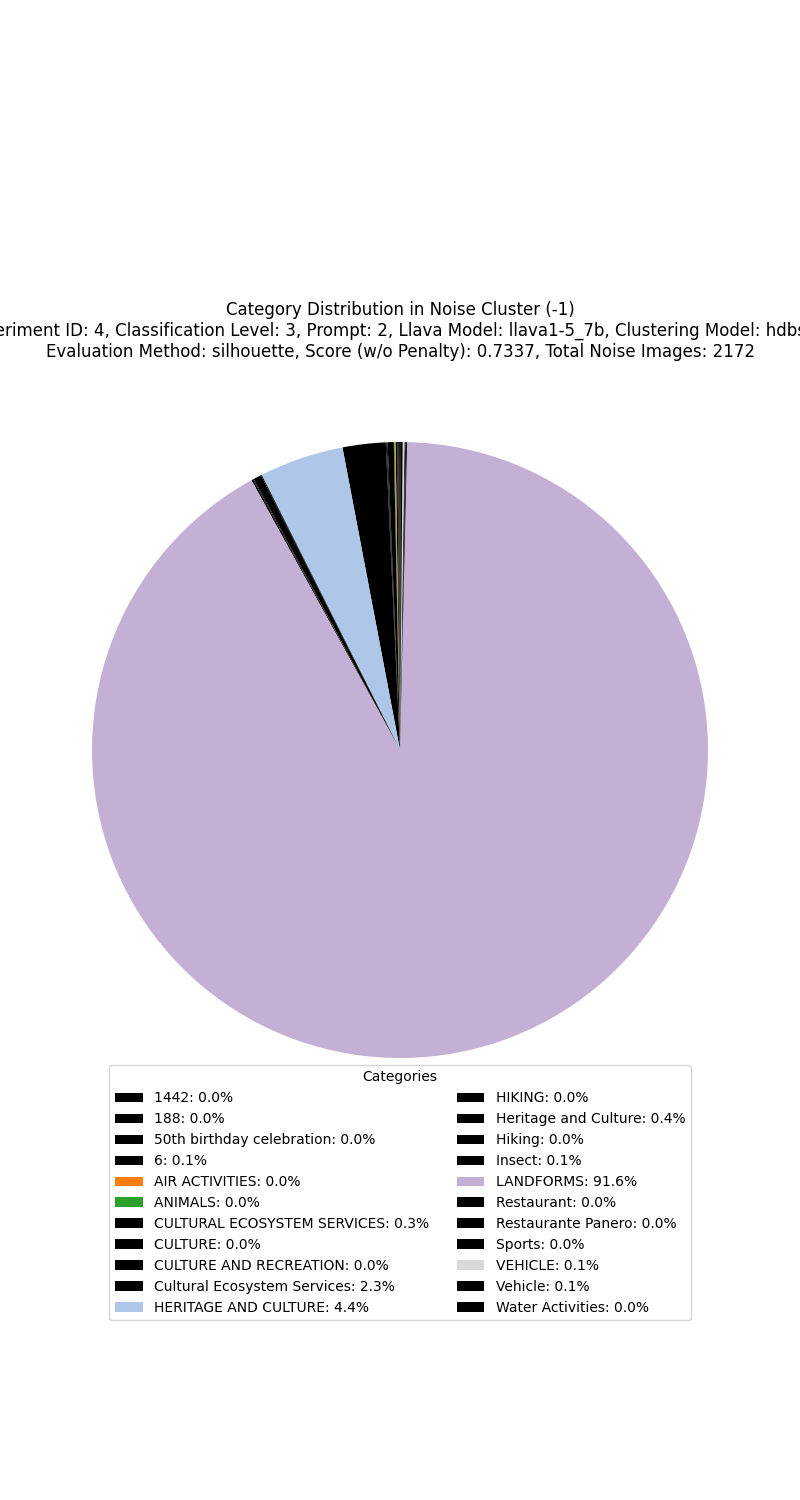 Category Distribution in Noise Cluster (-1)
eriment ID: 4, Classification Level: 3, Prompt: 2, Llava Model: llava1-5_7b, Clustering Model: hdbs
Evaluation Method: silhouette, Score (w/o Penalty): 0.7337, Total Noise Images: 2172
Categories
1442: 0.0%
188: 0.0%
50th birthday celebration: 0.0%
6: 0.1%
AIR ACTIVITIES: 0.0%
ANIMALS: 0.0%
CULTURAL ECOSYSTEM SERVICES: 0.3%
CULTURE: 0.0%
CULTURE AND RECREATION: 0.0%
Cultural Ecosystem Services: 2.3%
HERITAGE AND CULTURE: 4.4%
HIKING: 0.0%
Heritage and Culture: 0.4%
Hiking: 0.0%
Insect: 0.1%
LANDFORMS: 91.6%
Restaurant: 0.0%
Restaurante Panero: 0.0%
Sports: 0.0%
VEHICLE: 0.1%
Vehicle: 0.1%
Water Activities: 0.0%